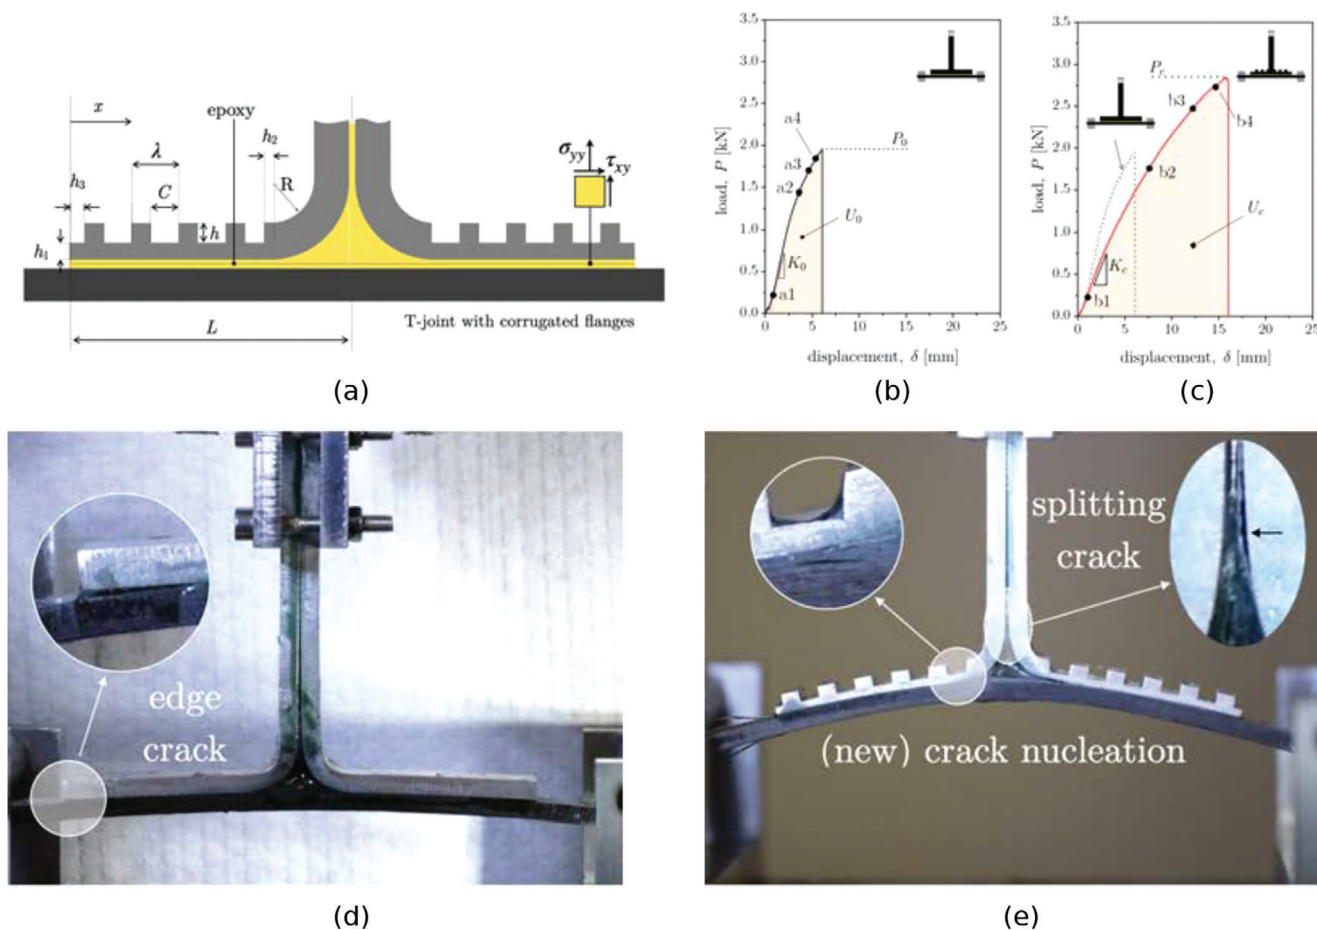 x
epoxy
λ
h₂
σyy
τxy
h₃
C
R
h
h₁
L
T-joint with corrugated flanges
(a)
3.5
3.0
2.5
2.0
1.5
1.0
0.5
0.0
load, P [kN]
a4
a3
a2
a1
P₀
U₀
K₀
0 5 10 15 20 25
displacement, δ [mm]
(b)
3.5
3.0
2.5
2.0
1.5
1.0
0.5
0.0
load, P [kN]
Pc
b3
b4
b2
b1
Uc
Kc
0 5 10 15 20 25
displacement, δ [mm]
(c)
edge
crack
(d)
splitting
crack
(new) crack nucleation
(e)